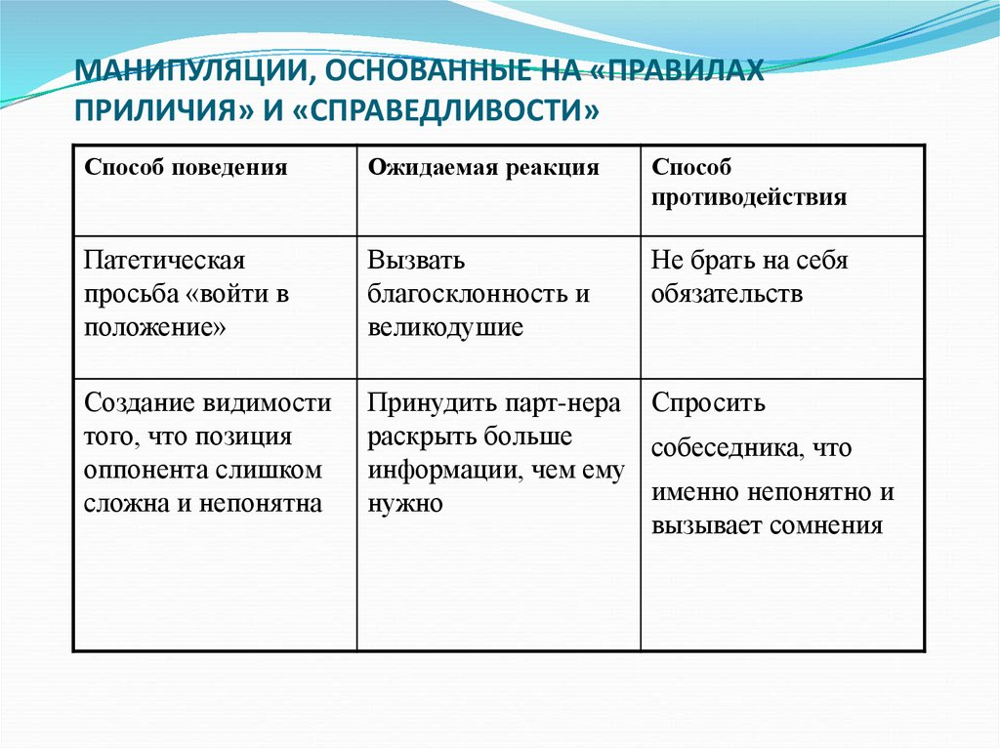 МАНИПУЛЯЦИИ, ОСНОВАННЫЕ НА «ПРАВИЛАХ
ПРИЛИЧИЯ» И «СПРАВЕДЛИВОСТИ»
Способ поведения
Ожидаемая реакция
Способ
противодействия
Патетическая
просьба «войти в
положение»
Вызвать
благосклонность и
великодушие
Не брать на себя
обязательств
Создание видимости
того, что позиция
оппонента слишком
сложна и непонятна
Принудить парт-нера
раскрыть больше
информации, чем ему
нужно
Спросить
собеседника, что
именно непонятно и
вызывает сомнения